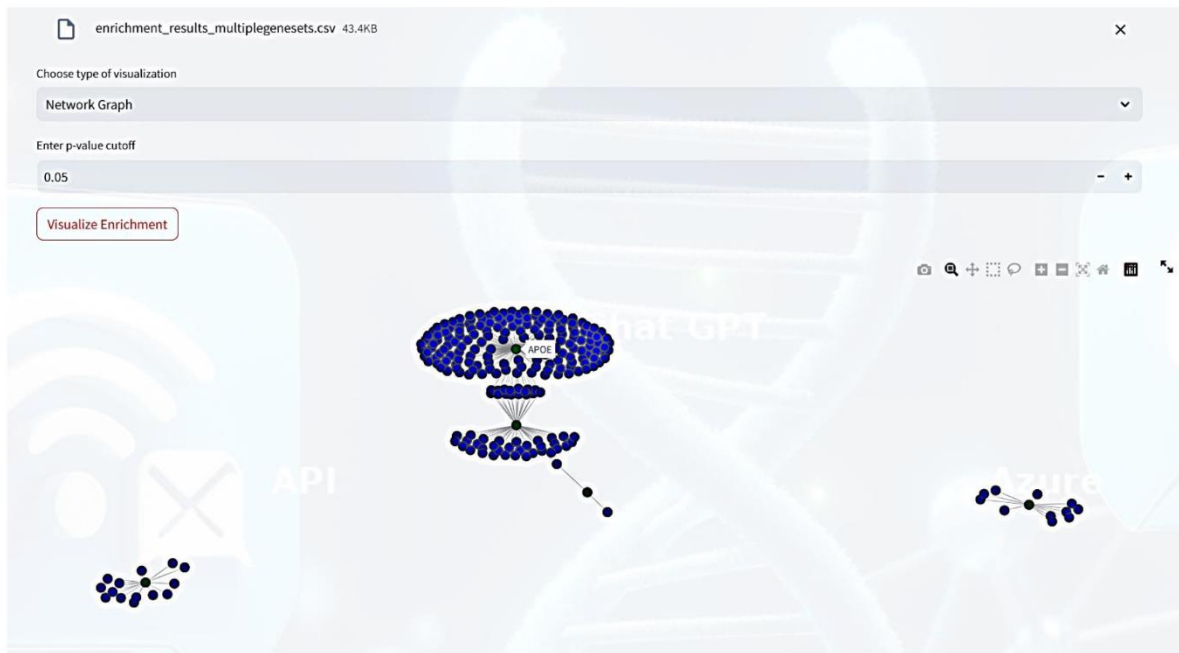 enrichment_results_multiplegenesets.csv 43.4KB
Choose type of visualization
Network Graph
Enter p-value cutoff
0.05
Visualize Enrichment
hat GPT
APOE
API
Azure